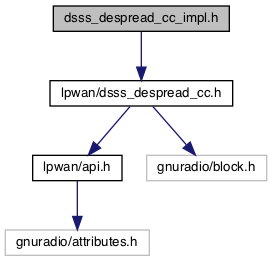 dsss_despread_cc_impl.h
lpwan/dsss_despread_cc.h
lpwan/api.h
gnuradio/block.h
gnuradio/attributes.h